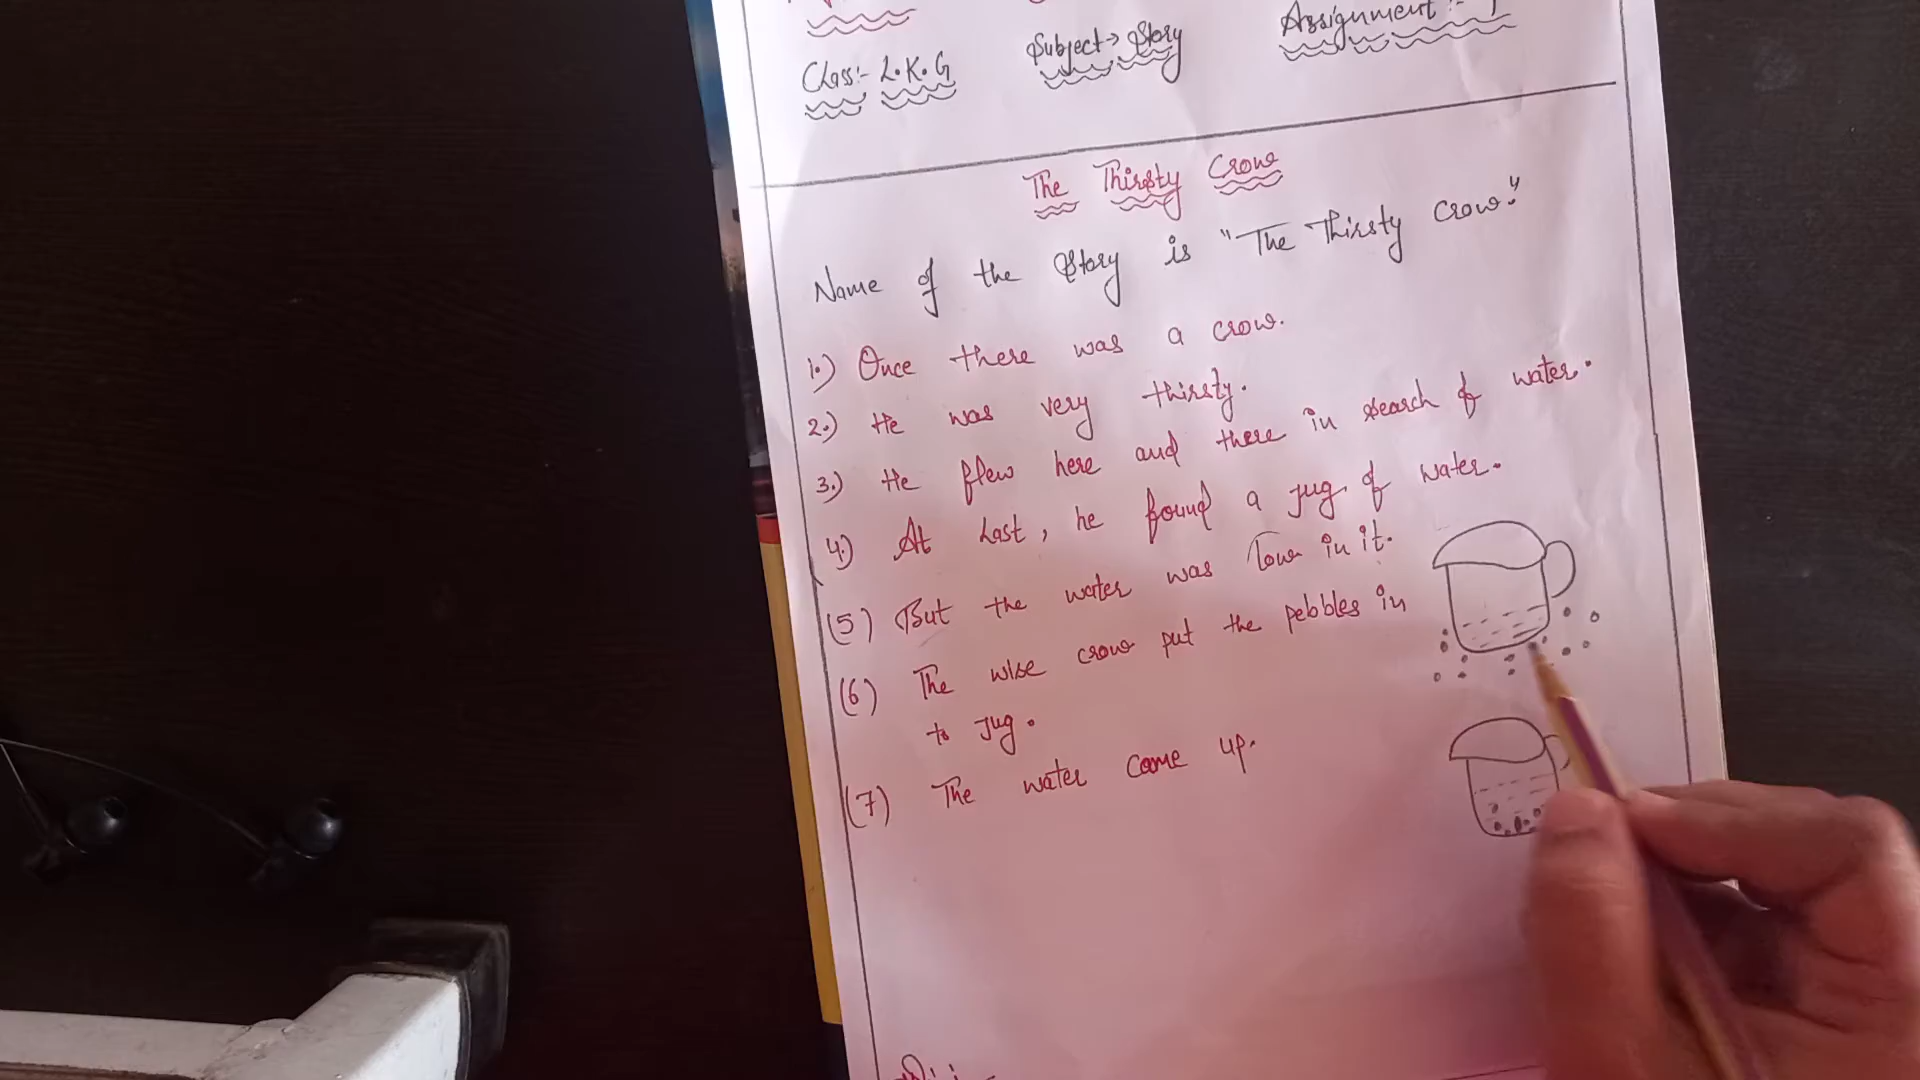 Class:- L.K.G Subject→ Story Assignment :-
The Thirsty Crow
Name of the Story is "The Thirsty Crow."
1.) Once there was a crow.
2.) He was very thirsty.
3.) He flew here and there in search of water.
4.) At Last, he found a jug of water.
(5) But the water was low in it.
(6) The wise crow put the pebbles in
to jug.
(7) The water came up.